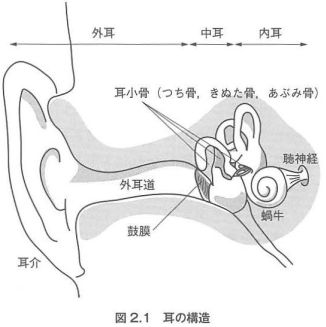 外耳
中耳
内耳
耳小骨（つち骨，きぬた骨，あぶみ骨）
聴神経
外耳道
蝸牛
鼓膜
耳介
図 2.1　耳の構造